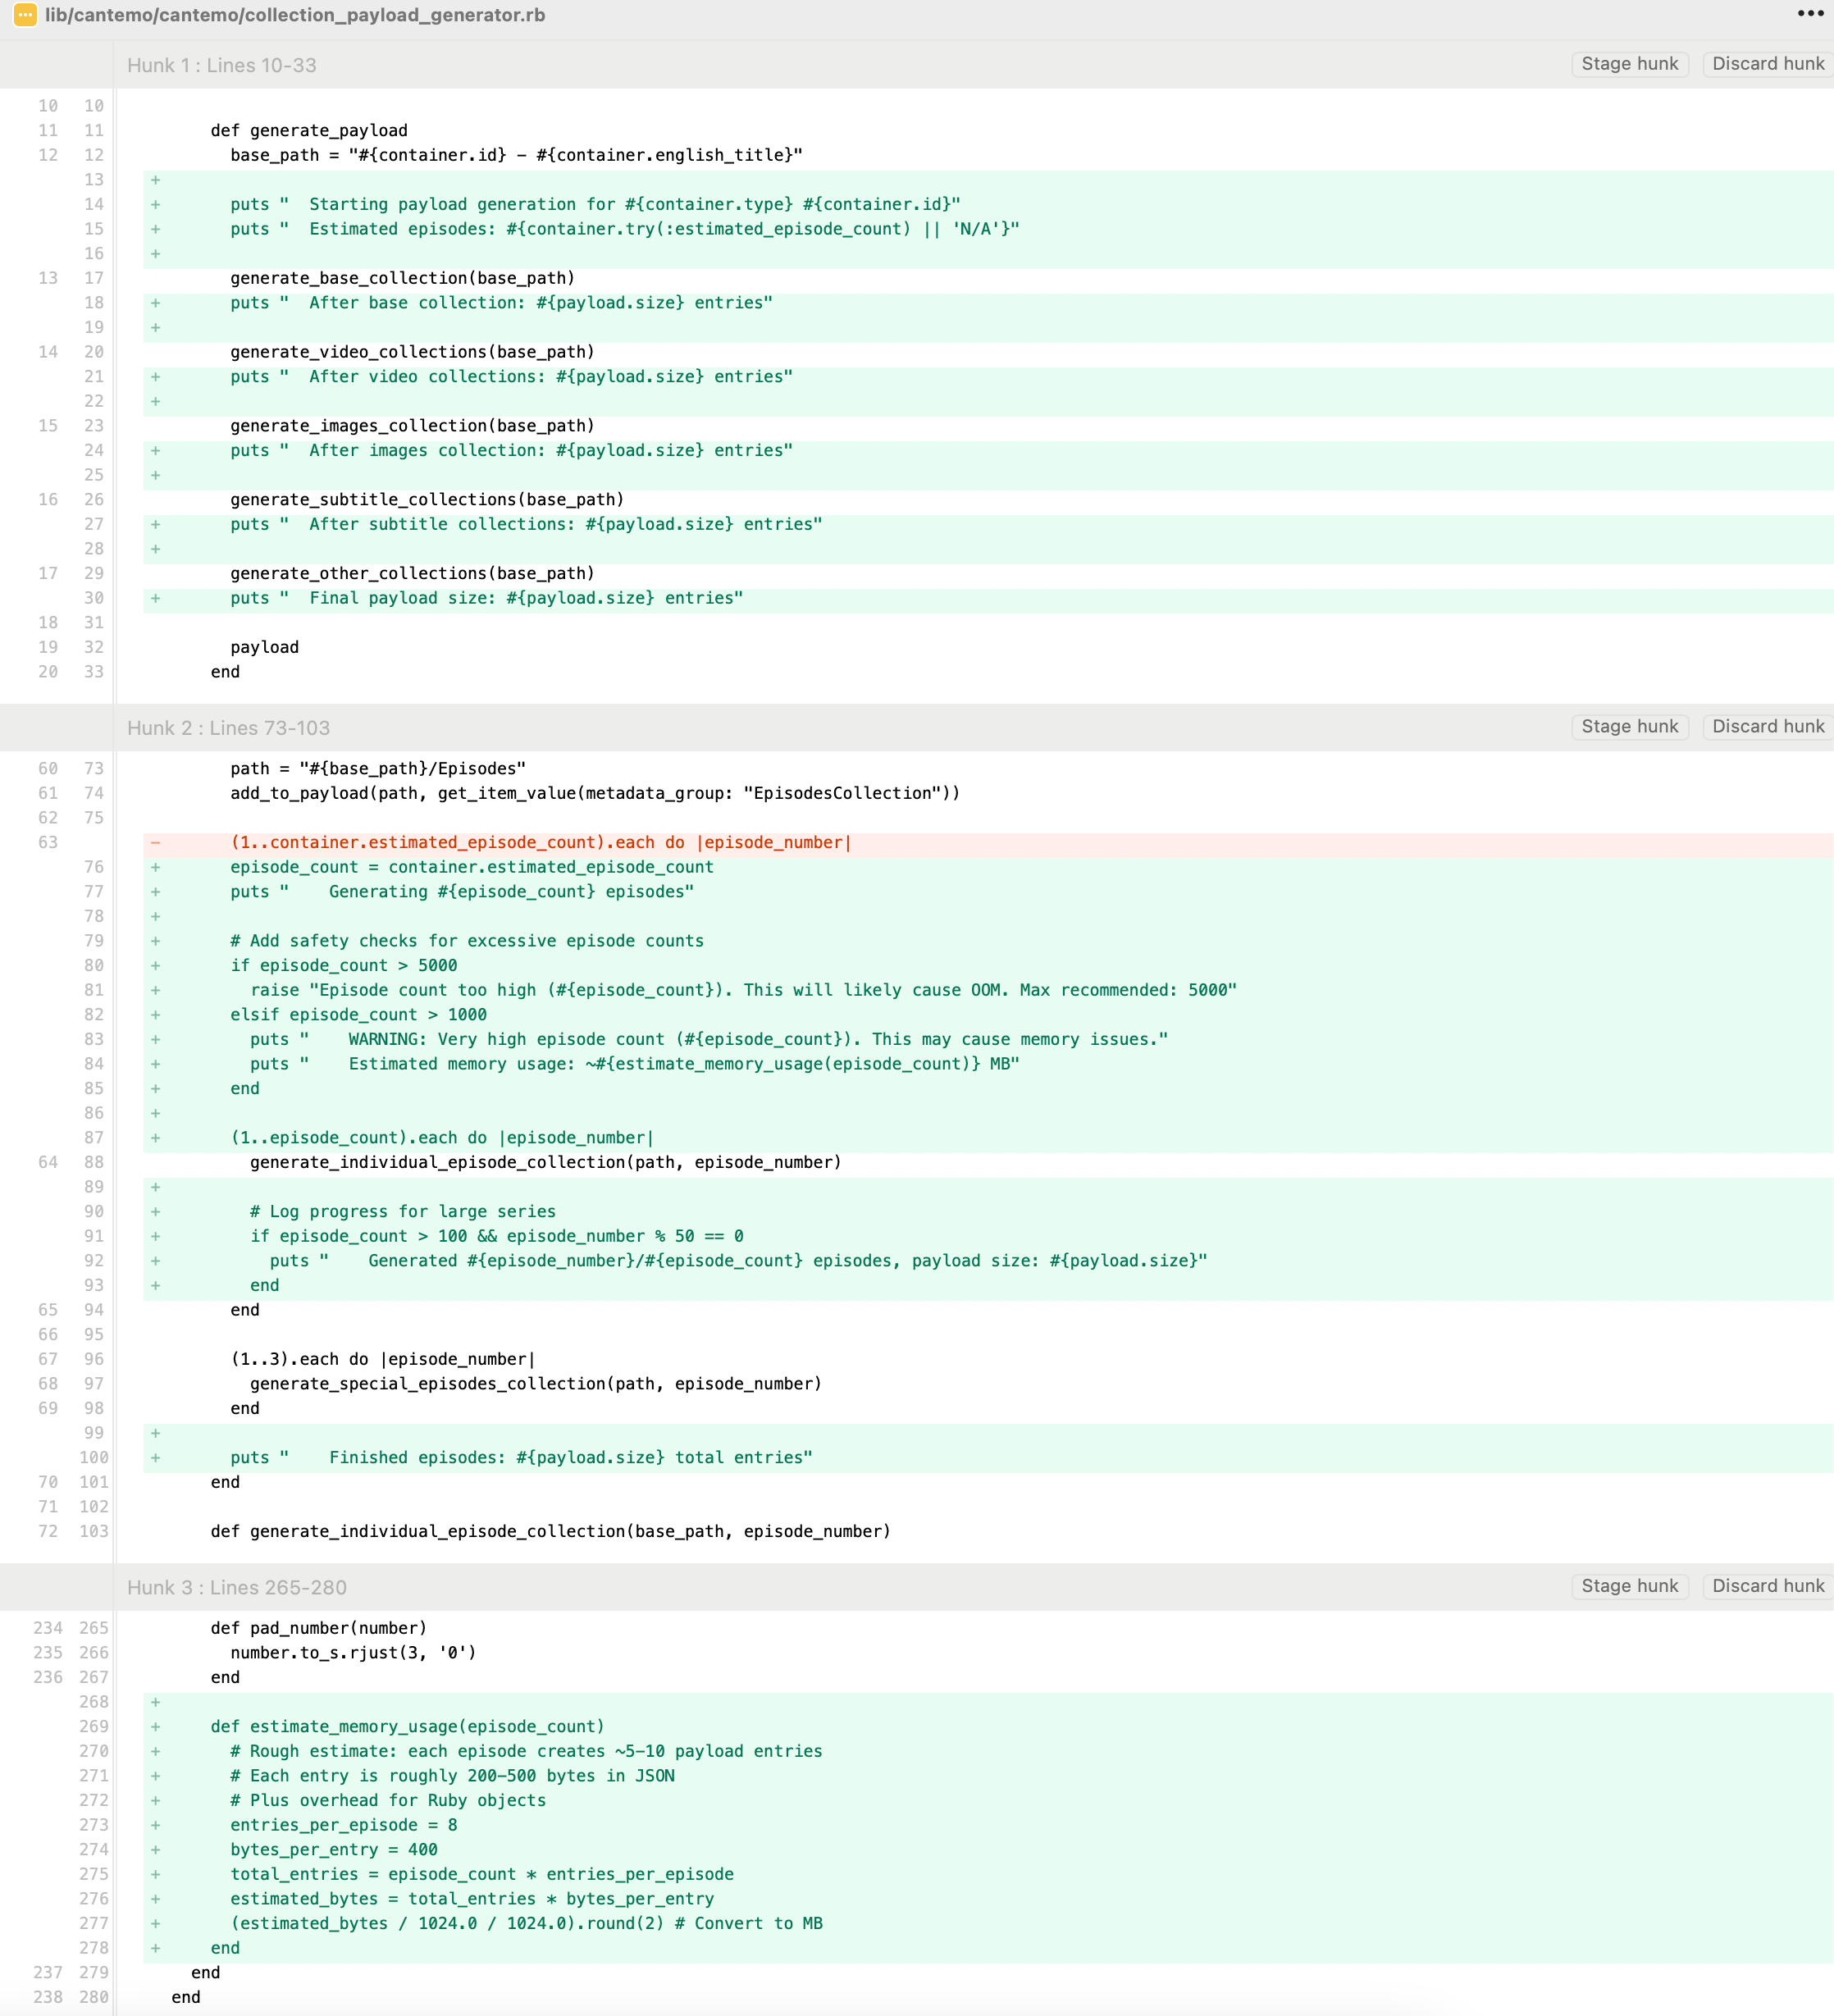 lib/cantemo/cantemo/collection_payload_generator.rb
Hunk 1 : Lines 10-33 Stage hunk Discard hunk
10 10
11 11 def generate_payload
12 12 base_path = "#{container.id} - #{container.english_title}"
13 +
14 + puts "  Starting payload generation for #{container.type} #{container.id}"
15 + puts "  Estimated episodes: #{container.try(:estimated_episode_count) || 'N/A'}"
16 +
13 17 generate_base_collection(base_path)
18 + puts "  After base collection: #{payload.size} entries"
19 +
14 20 generate_video_collections(base_path)
21 + puts "  After video collections: #{payload.size} entries"
22 +
15 23 generate_images_collection(base_path)
24 + puts "  After images collection: #{payload.size} entries"
25 +
16 26 generate_subtitle_collections(base_path)
27 + puts "  After subtitle collections: #{payload.size} entries"
28 +
17 29 generate_other_collections(base_path)
30 + puts "  Final payload size: #{payload.size} entries"
18 31
19 32 payload
20 33 end
Hunk 2 : Lines 73-103 Stage hunk Discard hunk
60 73 path = "#{base_path}/Episodes"
61 74 add_to_payload(path, get_item_value(metadata_group: "EpisodesCollection"))
62 75
63 - (1..container.estimated_episode_count).each do |episode_number|
76 + episode_count = container.estimated_episode_count
77 + puts "    Generating #{episode_count} episodes"
78 +
79 + # Add safety checks for excessive episode counts
80 + if episode_count > 5000
81 + raise "Episode count too high (#{episode_count}). This will likely cause OOM. Max recommended: 5000"
82 + elsif episode_count > 1000
83 + puts "    WARNING: Very high episode count (#{episode_count}). This may cause memory issues."
84 + puts "    Estimated memory usage: ~#{estimate_memory_usage(episode_count)} MB"
85 + end
86 +
87 + (1..episode_count).each do |episode_number|
64 88 generate_individual_episode_collection(path, episode_number)
89 +
90 + # Log progress for large series
91 + if episode_count > 100 && episode_number % 50 == 0
92 + puts "    Generated #{episode_number}/#{episode_count} episodes, payload size: #{payload.size}"
93 + end
65 94 end
66 95
67 96 (1..3).each do |episode_number|
68 97 generate_special_episodes_collection(path, episode_number)
69 98 end
99 +
100 + puts "    Finished episodes: #{payload.size} total entries"
70 101 end
71 102
72 103 def generate_individual_episode_collection(base_path, episode_number)
Hunk 3 : Lines 265-280 Stage hunk Discard hunk
234 265 def pad_number(number)
235 266 number.to_s.rjust(3, '0')
236 267 end
268 +
269 + def estimate_memory_usage(episode_count)
270 + # Rough estimate: each episode creates ~5-10 payload entries
271 + # Each entry is roughly 200-500 bytes in JSON
272 + # Plus overhead for Ruby objects
273 + entries_per_episode = 8
274 + bytes_per_entry = 400
275 + total_entries = episode_count * entries_per_episode
276 + estimated_bytes = total_entries * bytes_per_entry
277 + (estimated_bytes / 1024.0 / 1024.0).round(2) # Convert to MB
278 + end
237 279 end
238 280 end